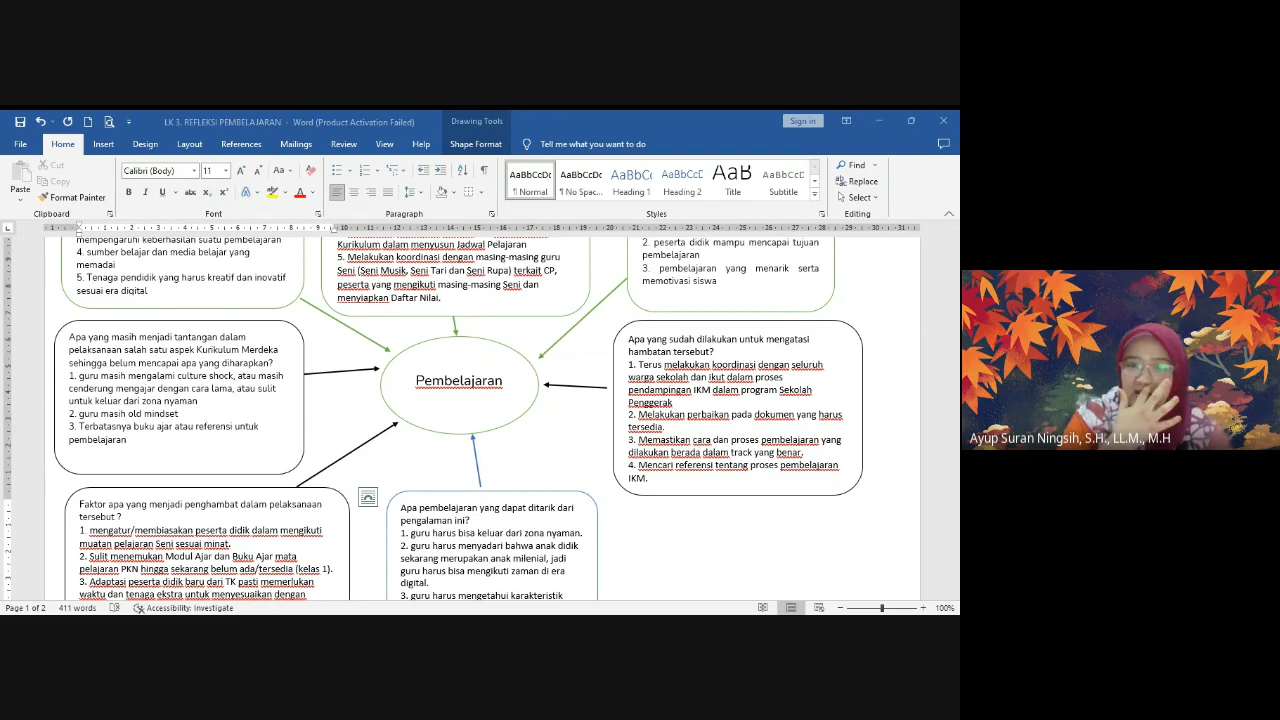 LK 3. REFLEKSI PEMBELAJARAN - Word (Product Activation Failed)
Drawing Tools
Sign in
File Home Insert Design Layout References Mailings Review View Help Shape Format Tell me what you want to do
Paste
Cut
Copy
Format Painter
Clipboard
Calibri (Body) 11
Font
Paragraph
AaBbCcDc
¶ Normal
AaBbCcDc
¶ No Spac...
AaBbCc
Heading 1
AaBbCcC
Heading 2
AaB
Title
AaBbCcD
Subtitle
Styles
Find
Replace
Select
Editing
mempengaruhi keberhasilan suatu pembelajaran
4. sumber belajar dan media belajar yang
memadai
5. Tenaga pendidik yang harus kreatif dan inovatif
sesuai era digital
Kurikulum dalam menyusun Jadwal Pelajaran
5. Melakukan koordinasi dengan masing-masing guru
Seni (Seni Musik, Seni Tari dan Seni Rupa) terkait CP,
peserta yang mengikuti masing-masing Seni dan
menyiapkan Daftar Nilai.
2. peserta didik mampu mencapai tujuan
pembelajaran
3. pembelajaran yang menarik serta
memotivasi siswa
Apa yang masih menjadi tantangan dalam
pelaksanaan salah satu aspek Kurikulum Merdeka
sehingga belum mencapai apa yang diharapkan?
1. guru masih mengalami culture shock, atau masih
cenderung mengajar dengan cara lama, atau sulit
untuk keluar dari zona nyaman
2. guru masih old mindset
3. Terbatasnya buku ajar atau referensi untuk
pembelajaran
Pembelajaran
Apa yang sudah dilakukan untuk mengatasi
hambatan tersebut?
1. Terus melakukan koordinasi dengan seluruh
warga sekolah dan ikut dalam proses
pendampingan IKM dalam program Sekolah
Penggerak
2. Melakukan perbaikan pada dokumen yang harus
tersedia.
3. Memastikan cara dan proses pembelajaran yang
dilakukan berada dalam track yang benar.
4. Mencari referensi tentang proses pembelajaran
IKM.
Faktor apa yang menjadi penghambat dalam pelaksanaan
tersebut ?
1. mengatur/membiasakan peserta didik dalam mengikuti
muatan pelajaran Seni sesuai minat.
2. Sulit menemukan Modul Ajar dan Buku Ajar mata
pelajaran PKN hingga sekarang belum ada/tersedia (kelas 1).
3. Adaptasi peserta didik baru dari TK pasti memerlukan
waktu dan tenaga ekstra untuk menyesuaikan dengan
Apa pembelajaran yang dapat ditarik dari
pengalaman ini?
1. guru harus bisa keluar dari zona nyaman.
2. guru harus menyadari bahwa anak didik
sekarang merupakan anak milenial, jadi
guru harus bisa mengikuti zaman di era
digital.
3. guru harus mengetahui karakteristik
Page 1 of 2 411 words Accessibility: Investigate 100%
Ayup Suran Ningsih, S.H., LL.M., M.H